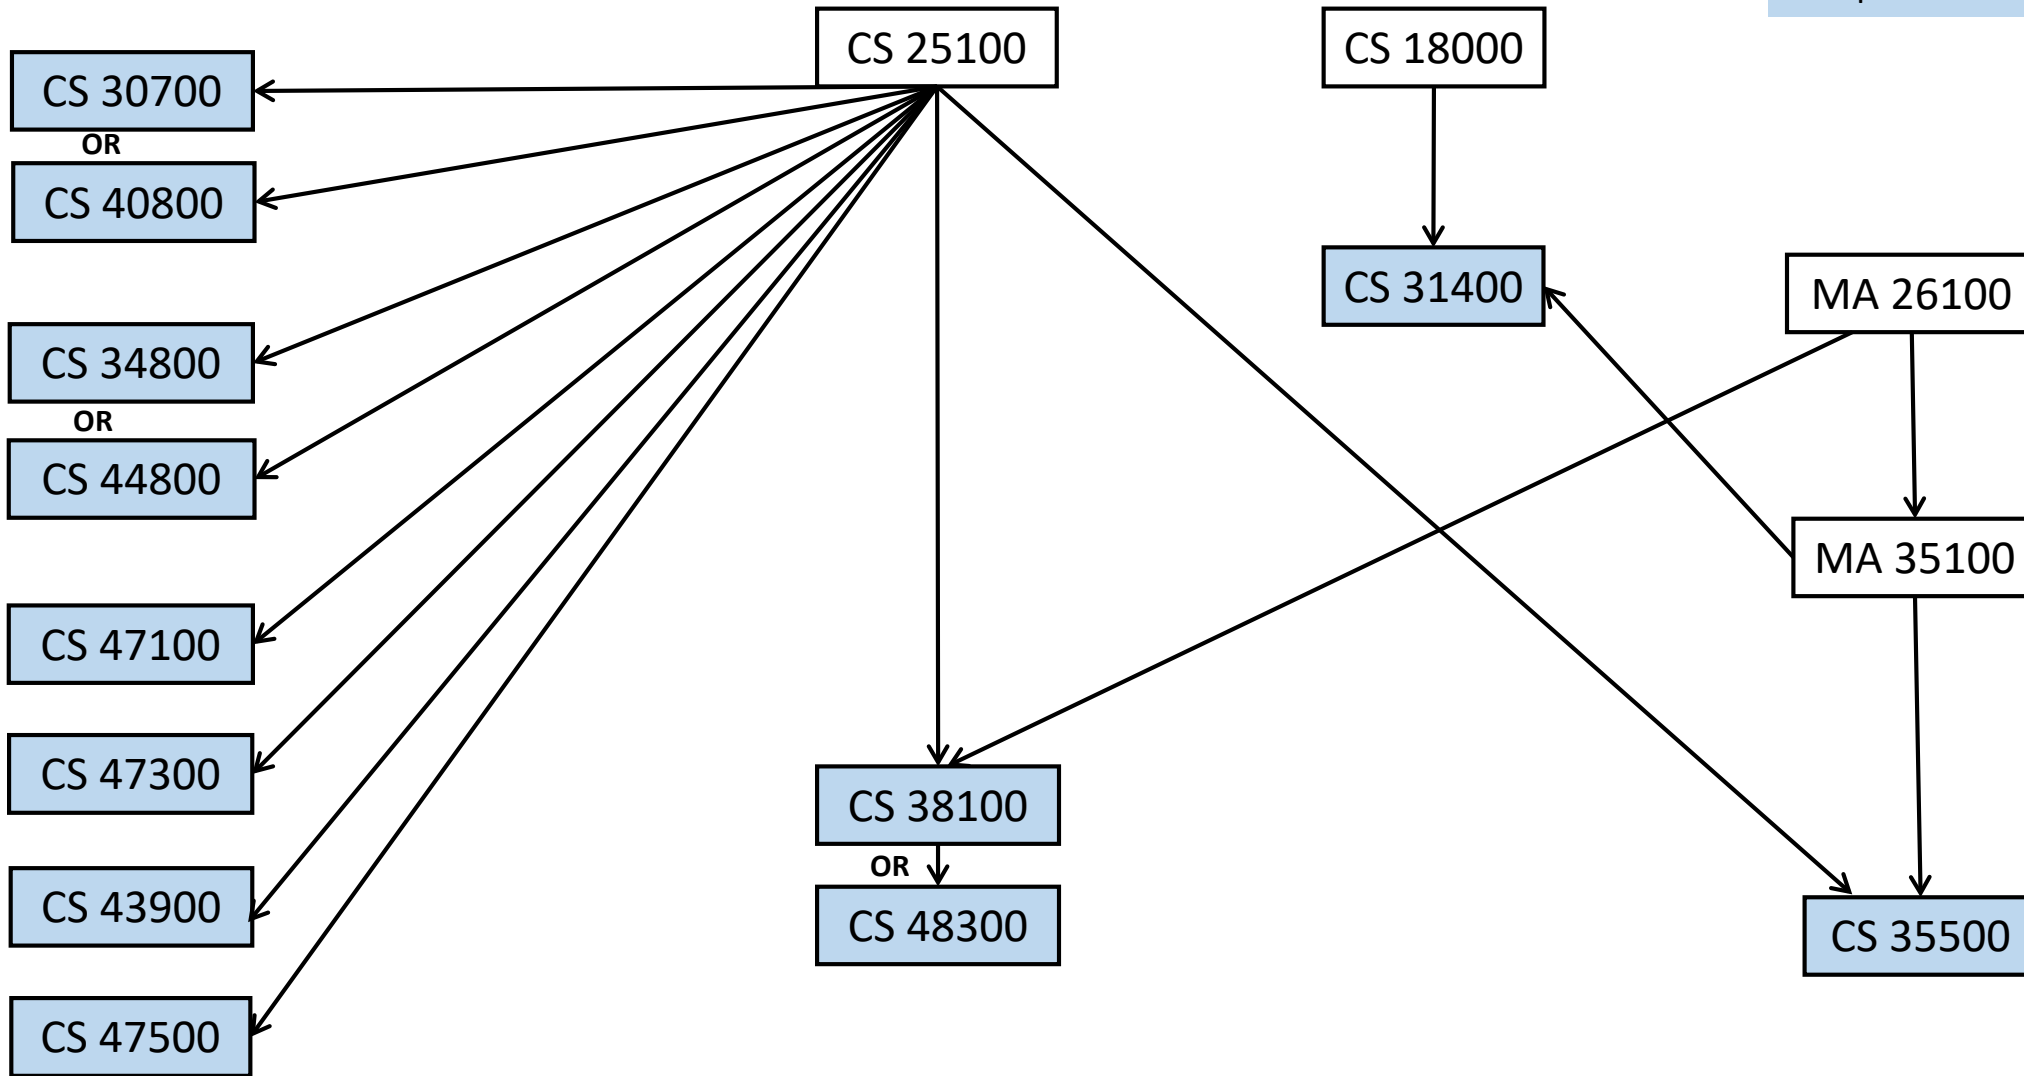 CS 25100
CS 18000
CS 30700
OR
CS 40800
CS 31400
MA 26100
CS 34800
OR
CS 44800
MA 35100
CS 47100
CS 47300
CS 38100
OR
CS 48300
CS 43900
CS 35500
CS 47500